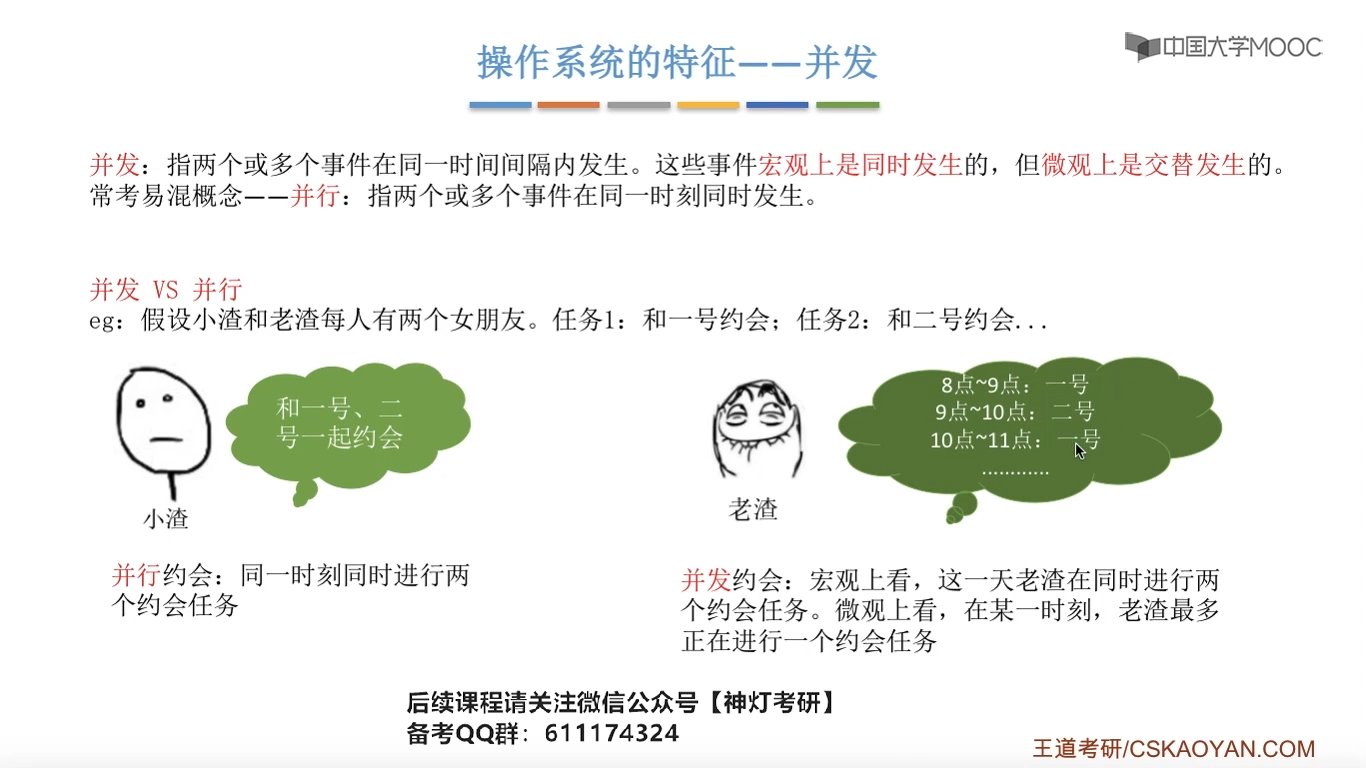 操作系统的特征——并发
中国大学MOOC
并发：指两个或多个事件在同一时间间隔内发生。这些事件宏观上是同时发生的，但微观上是交替发生的。
常考易混概念——并行：指两个或多个事件在同一时刻同时发生。
并发 VS 并行
eg：假设小渣和老渣每人有两个女朋友。任务1：和一号约会；任务2：和二号约会...
和一号、二
号一起约会
小渣
8点~9点：一号
9点~10点：二号
10点~11点：一号
............
老渣
并行约会：同一时刻同时进行两
个约会任务
并发约会：宏观上看，这一天老渣在同时进行两
个约会任务。微观上看，在某一时刻，老渣最多
正在进行一个约会任务
后续课程请关注微信公众号【神灯考研】
备考QQ群：611174324
王道考研/CSKAOYAN.COM